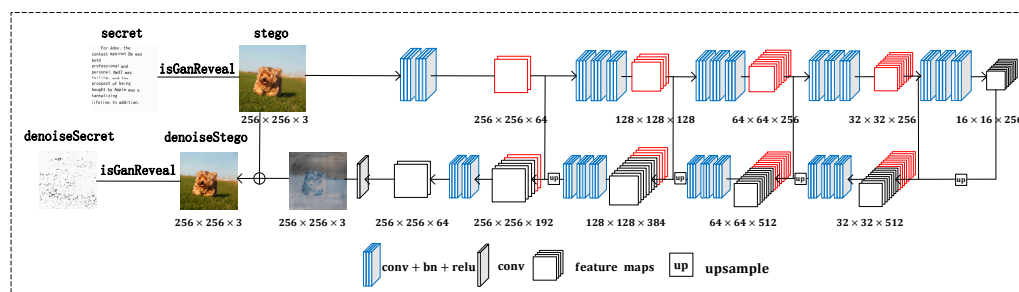 secret
stego
For Jobs, the
contest against Be was
both
professional and
personal. NeXT was
prospect of being
bought by Apple was a
tantalizing
lifeline. In addition,
isGanReveal
256 × 256 × 3
256 × 256 × 64
128 × 128 × 128
64 × 64 × 256
32 × 32 × 256
16 × 16 × 256
denoiseSecret
denoiseStego
isGanReveal
up
up
up
up
256 × 256 × 3
256 × 256 × 3
256 × 256 × 64
256 × 256 × 192
128 × 128 × 384
64 × 64 × 512
32 × 32 × 512
conv + bn + relu
conv
feature maps
up
upsample